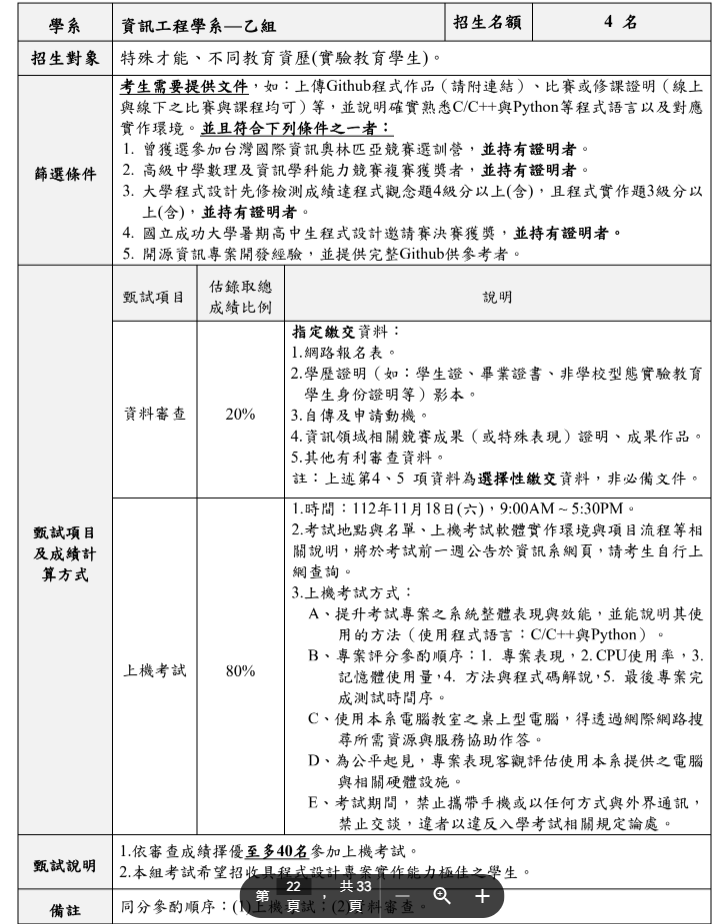 學系 資訊工程學系—乙組 招生名額 4 名
招生對象 特殊才能、不同教育資歷(實驗教育學生)。
篩選條件
考生需要提供文件，如：上傳Github程式作品（請附連結）、比賽或修課證明（線上
與線下之比賽與課程均可）等，並說明確實熟悉C/C++與Python等程式語言以及對應
實作環境。並且符合下列條件之一者：
1. 曾獲選參加台灣國際資訊奧林匹亞競賽選訓營，並持有證明者。
2. 高級中學數理及資訊學科能力競賽複賽獲獎者，並持有證明者。
3. 大學程式設計先修檢測成績達程式觀念題4級分以上(含)，且程式實作題3級分以
上(含)，並持有證明者。
4. 國立成功大學暑期高中生程式設計邀請賽決賽獲獎，並持有證明者。
5. 開源資訊專案開發經驗，並提供完整Github供參考者。
甄試項目
及成績計
算方式
甄試項目
佔錄取總
成績比例
說明
資料審查
20%
指定繳交資料：
1.網路報名表。
2.學歷證明（如：學生證、畢業證書、非學校型態實驗教育
學生身份證明等）影本。
3.自傳及申請動機。
4.資訊領域相關競賽成果（或特殊表現）證明、成果作品。
5.其他有利審查資料。
註：上述第4、5 項資料為選擇性繳交資料，非必備文件。
上機考試
80%
1.時間：112年11月18日(六)，9:00AM ~ 5:30PM。
2.考試地點與名單、上機考試軟體實作環境與項目流程等相
關說明，將於考試前一週公告於資訊系網頁，請考生自行上
網查詢。
3.上機考試方式：
A、提升考試專案之系統整體表現與效能，並能說明其使
用的方法（使用程式語言：C/C++與Python）。
B、專案評分參酌順序：1. 專案表現，2. CPU使用率，3.
記憶體使用量，4. 方法與程式碼解說，5. 最後專案完
成測試時間序。
C、使用本系電腦教室之桌上型電腦，得透過網際網路搜
尋所需資源與服務協助作答。
D、為公平起見，專案表現客觀評估使用本系提供之電腦
與相關硬體設施。
E、考試期間，禁止攜帶手機或以任何方式與外界通訊，
禁止交談，違者以違反入學考試相關規定論處。
甄試說明
1.依審查成績擇優至多40名參加上機考試。
2.本組考試希望招收具程式設計專案實作能力極佳之學生。
備註 同分參酌順序：(1)上機考試；(2)資料審查。
第 22 頁，共 33 頁